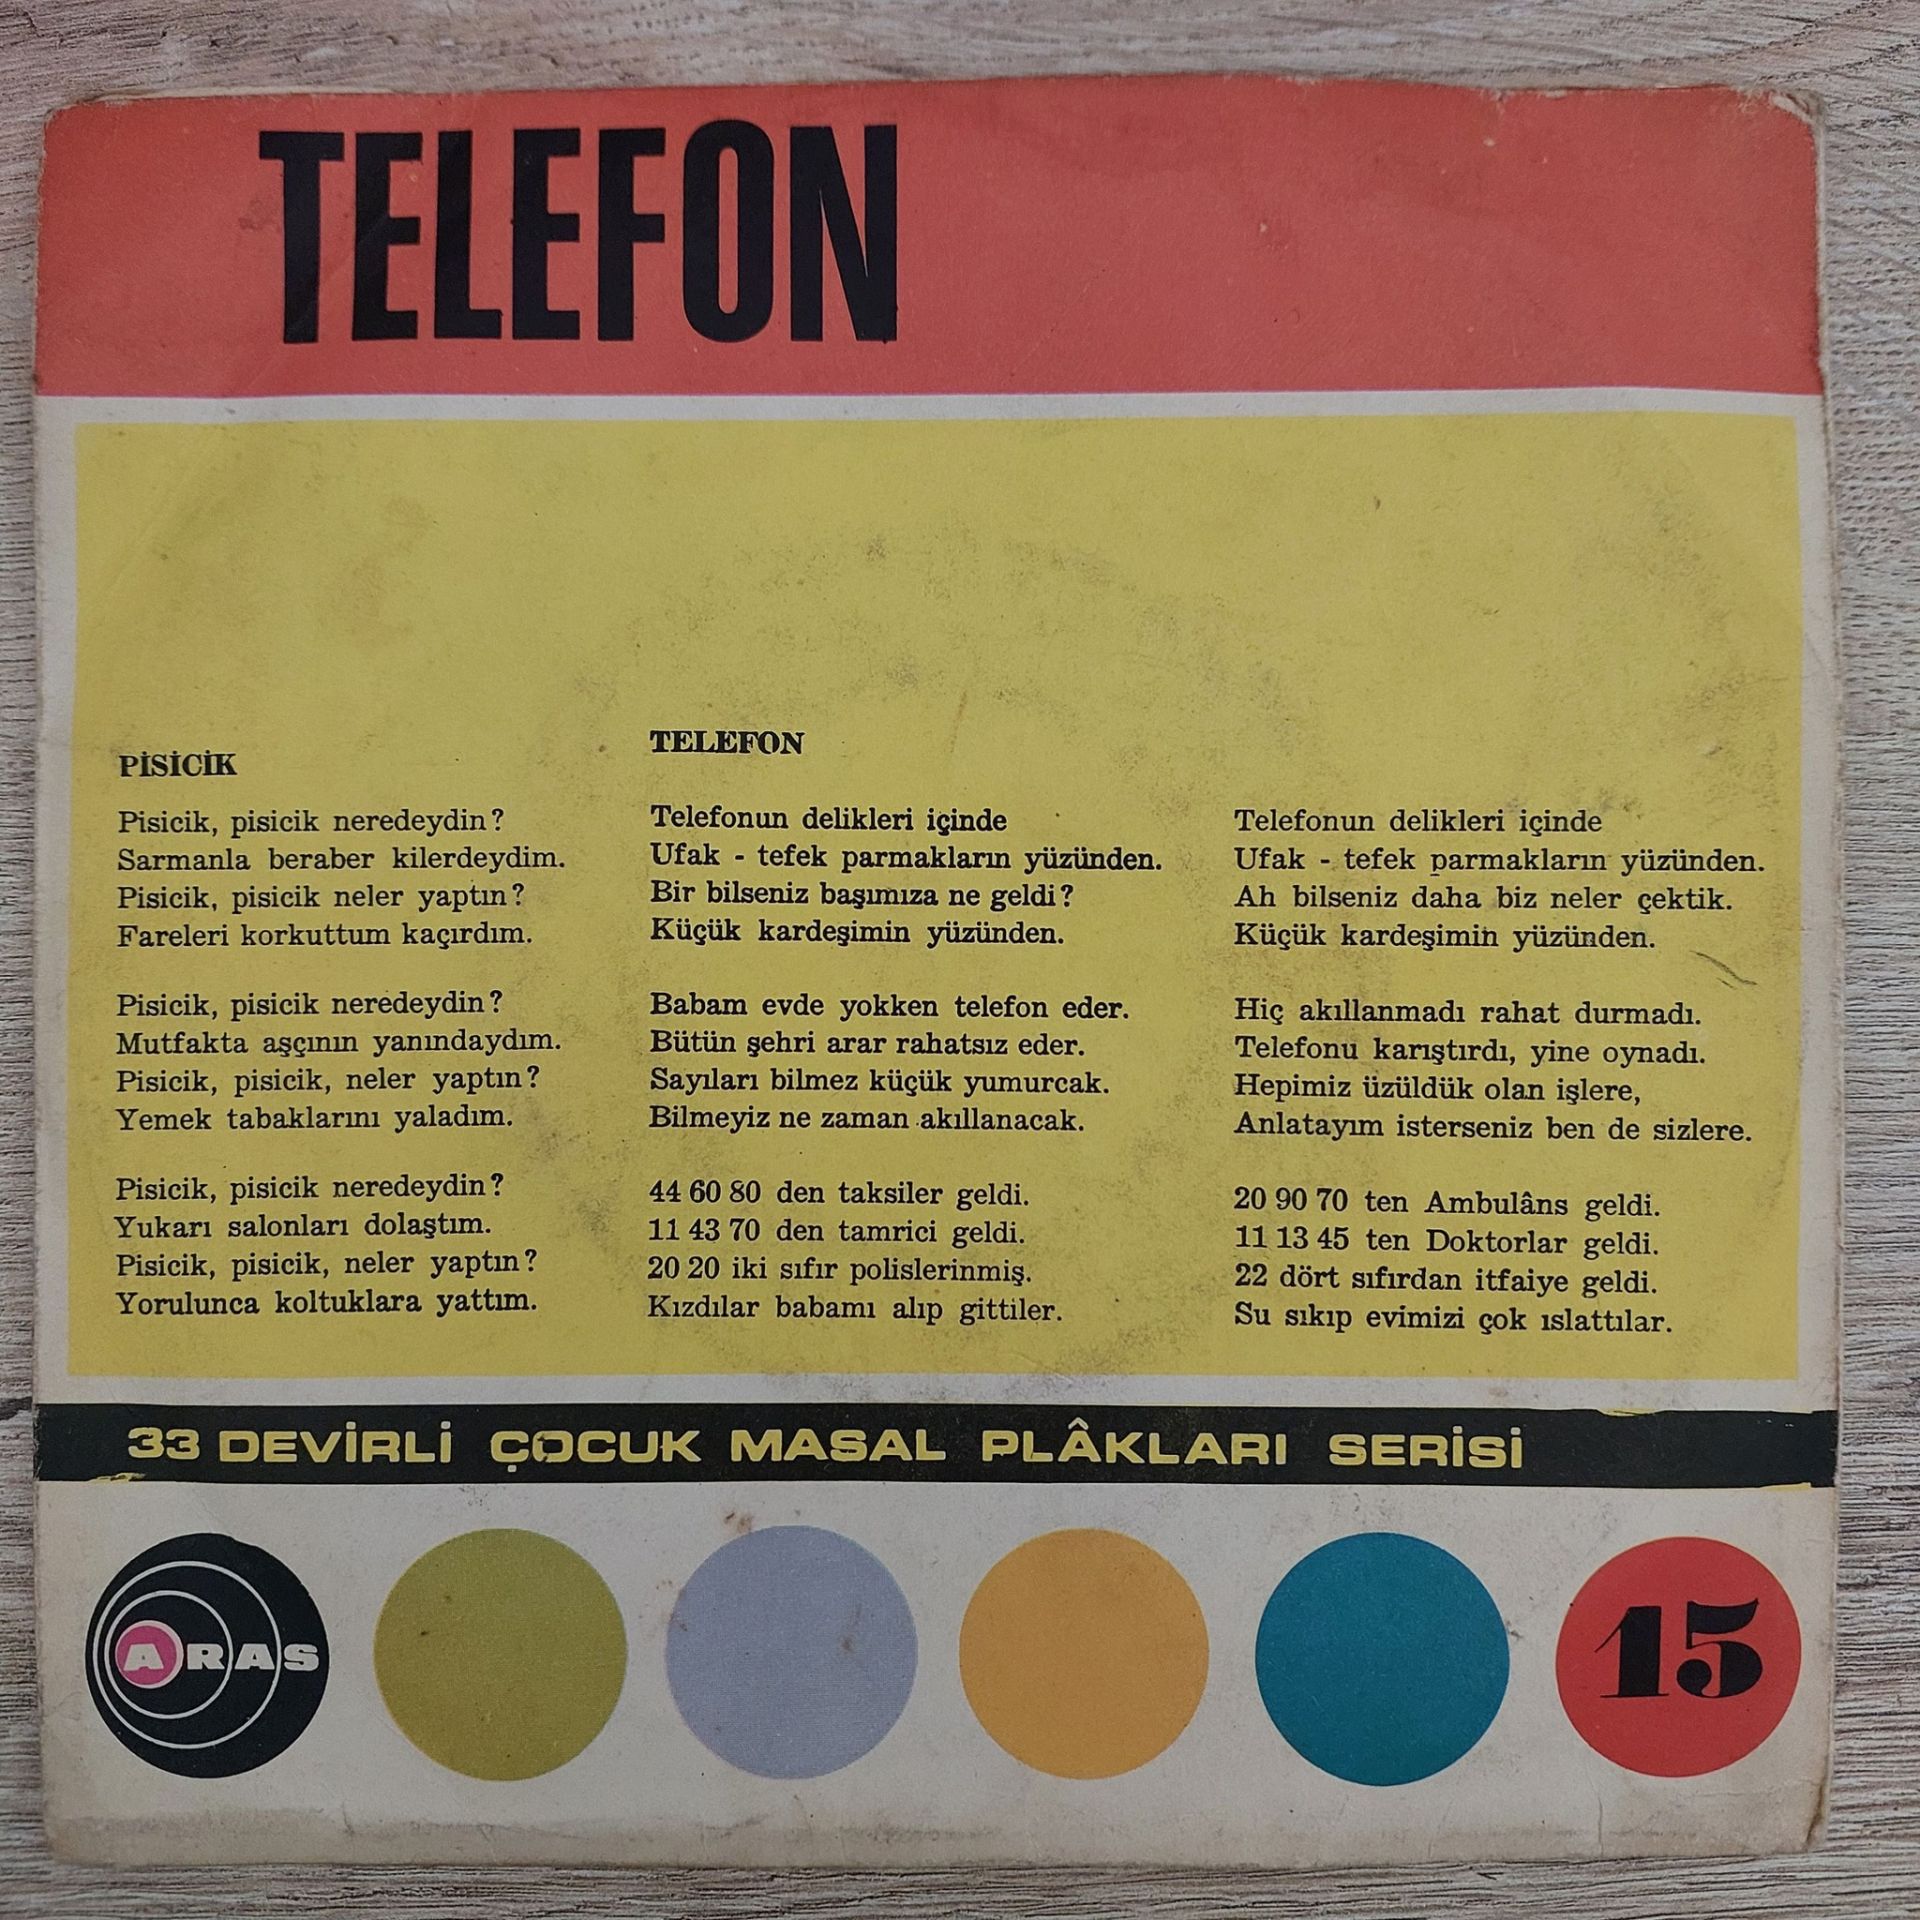 TELEFON
PİSİCİK
Pisicik, pisicik neredeydin?
Sarmanla beraber kilerdeydim.
Pisicik, pisicik neler yaptın?
Fareleri korkuttum kaçırdım.
Pisicik, pisicik neredeydin?
Mutfakta aşçının yanındaydım.
Pisicik, pisicik, neler yaptın?
Yemek tabaklarını yaladım.
Pisicik, pisicik neredeydin?
Yukarı salonları dolaştım.
Pisicik, pisicik, neler yaptın?
Yorulunca koltuklara yattım.
TELEFON
Telefonun delikleri içinde
Ufak - tefek parmakların yüzünden.
Bir bilseniz başımıza ne geldi?
Küçük kardeşimin yüzünden.
Babam evde yokken telefon eder.
Bütün şehri arar rahatsız eder.
Sayıları bilmez küçük yumurcak.
Bilmeyiz ne zaman akıllanacak.
44 60 80 den taksiler geldi.
11 43 70 den tamrici geldi.
20 20 iki sıfır polislerinmiş.
Kızdılar babamı alıp gittiler.
Telefonun delikleri içinde
Ufak - tefek parmakların yüzünden.
Ah bilseniz daha biz neler çektik.
Küçük kardeşimin yüzünden.
Hiç akıllanmadı rahat durmadı.
Telefonu karıştırdı, yine oynadı.
Hepimiz üzüldük olan işlere,
Anlatayım isterseniz ben de sizlere.
20 90 70 ten Ambulâns geldi.
11 13 45 ten Doktorlar geldi.
22 dört sıfırdan itfaiye geldi.
Su sıkıp evimizi çok ıslattılar.
33 DEVİRLİ ÇOCUK MASAL PLÂKLARI SERİSİ
ARAS
15